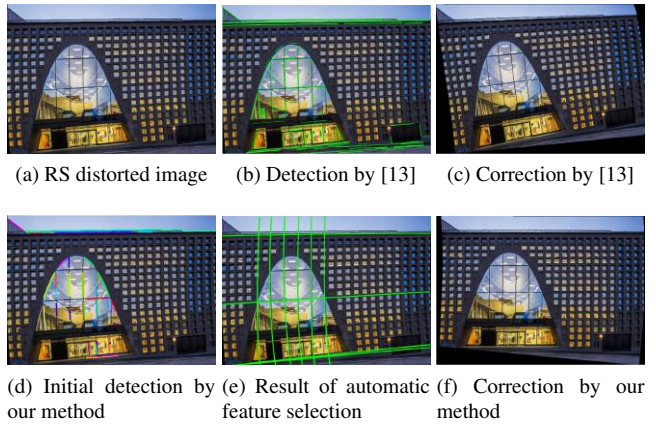 (a) RS distorted image
(b) Detection by [13]
(c) Correction by [13]
(d) Initial detection by
our method
(e) Result of automatic
feature selection
(f) Correction by our
method